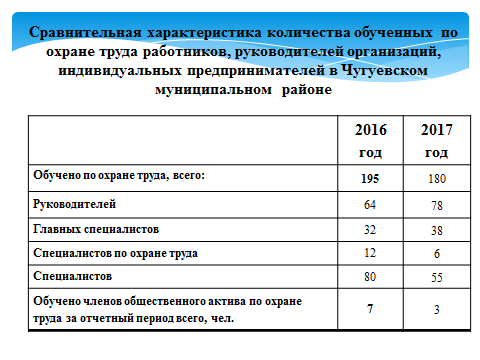 Сравнительная характеристика количества обученных по
охране труда работников, руководителей организаций,
индивидуальных предпринимателей в Чугуевском
муниципальном районе
2016 год 2017 год
Обучено по охране труда, всего: 195 180
Руководителей 64 78
Главных специалистов 32 38
Специалистов по охране труда 12 6
Специалистов 80 55
Обучено членов общественного актива по охране
труда за отчетный период всего, чел. 7 3